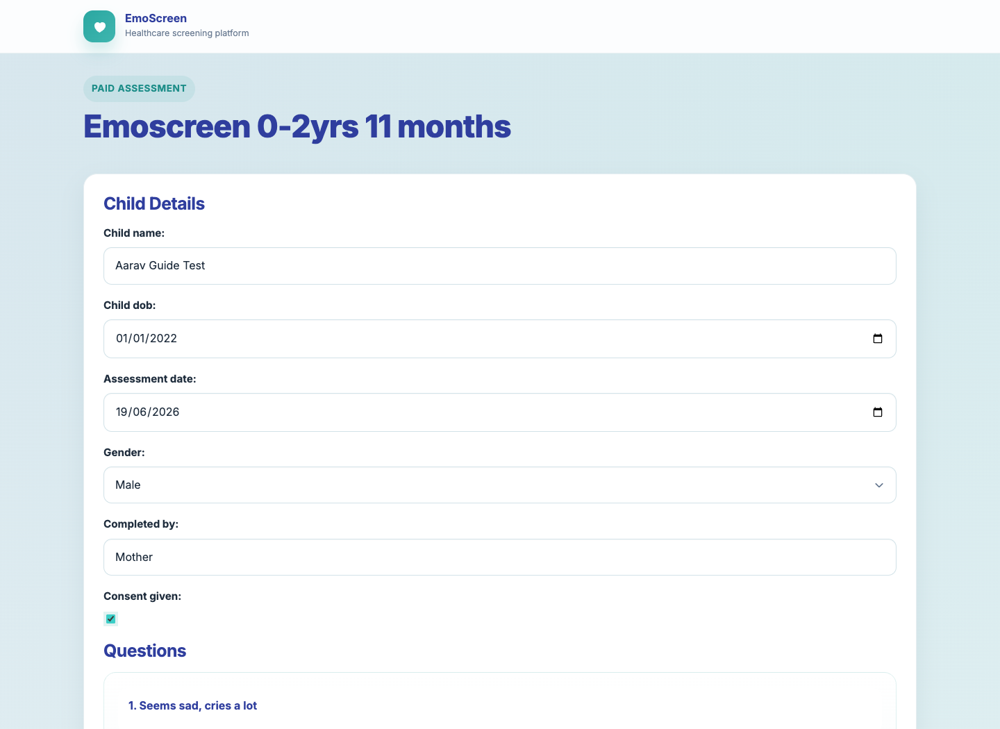 EmoScreen
Healthcare screening platform
PAID ASSESSMENT
Emoscreen 0-2yrs 11 months
Child Details
Child name:
Aarav Guide Test
Child dob:
01/01/2022
Assessment date:
19/06/2026
Gender:
Male
Completed by:
Mother
Consent given:
Questions
1. Seems sad, cries a lot